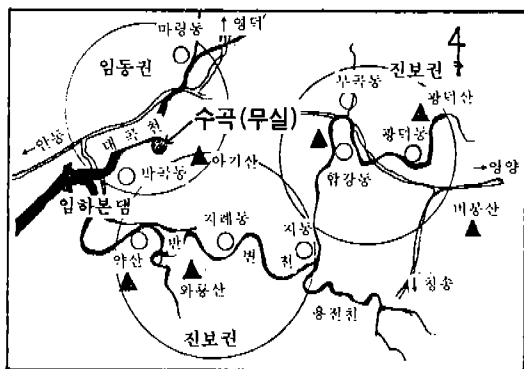 영덕
마령동
임동권
진보권
광덕산
무곡동
안동
대곡천
수곡(무실)
광덕동
아기산
합강동
영양
박곡동
임하본댐
비봉산
지례동
지동
반변천
약산
와룡산
청송
용전천
진보권